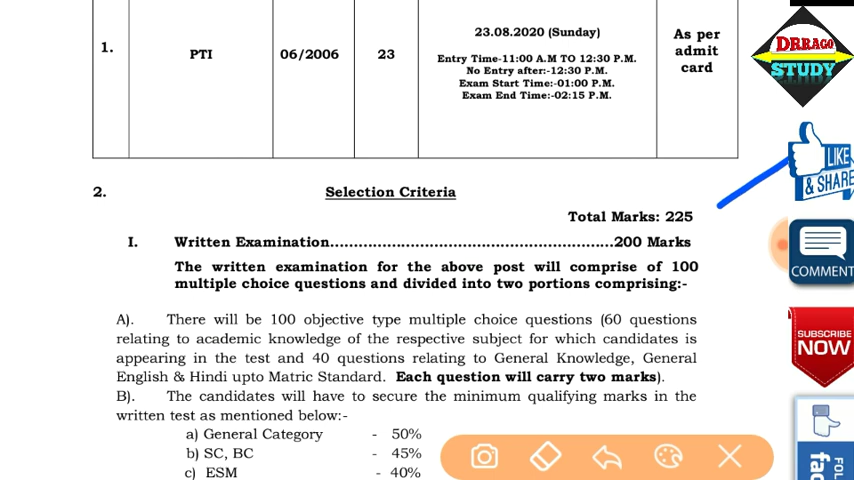 1.
PTI
06/2006
23
23.08.2020 (Sunday)
Entry Time-11:00 A.M TO 12:30 P.M.
No Entry after:-12:30 P.M.
Exam Start Time:-01:00 P.M.
Exam End Time:-02:15 P.M.
As per
admit
card
DRRAGO
STUDY
LIKE
& SHARE
2. Selection Criteria
Total Marks: 225
I. Written Examination............................................................200 Marks
The written examination for the above post will comprise of 100
multiple choice questions and divided into two portions comprising:-
COMMENT
A). There will be 100 objective type multiple choice questions (60 questions
relating to academic knowledge of the respective subject for which candidates is
appearing in the test and 40 questions relating to General Knowledge, General
English & Hindi upto Matric Standard. Each question will carry two marks).
SUBSCRIBE
NOW
B). The candidates will have to secure the minimum qualifying marks in the
written test as mentioned below:-
a) General Category - 50%
b) SC, BC - 45%
c) ESM - 40%